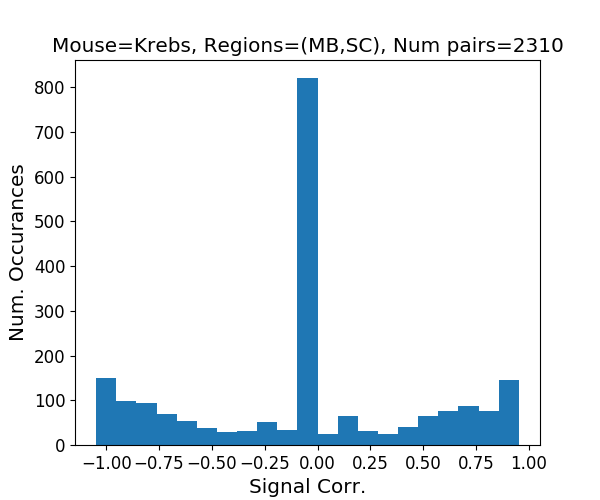 Mouse=Krebs, Regions=(MB,SC), Num pairs=2310
Num. Occurances
800
700
600
500
400
300
200
100
0
−1.00 −0.75 −0.50 −0.25 0.00 0.25 0.50 0.75 1.00
Signal Corr.